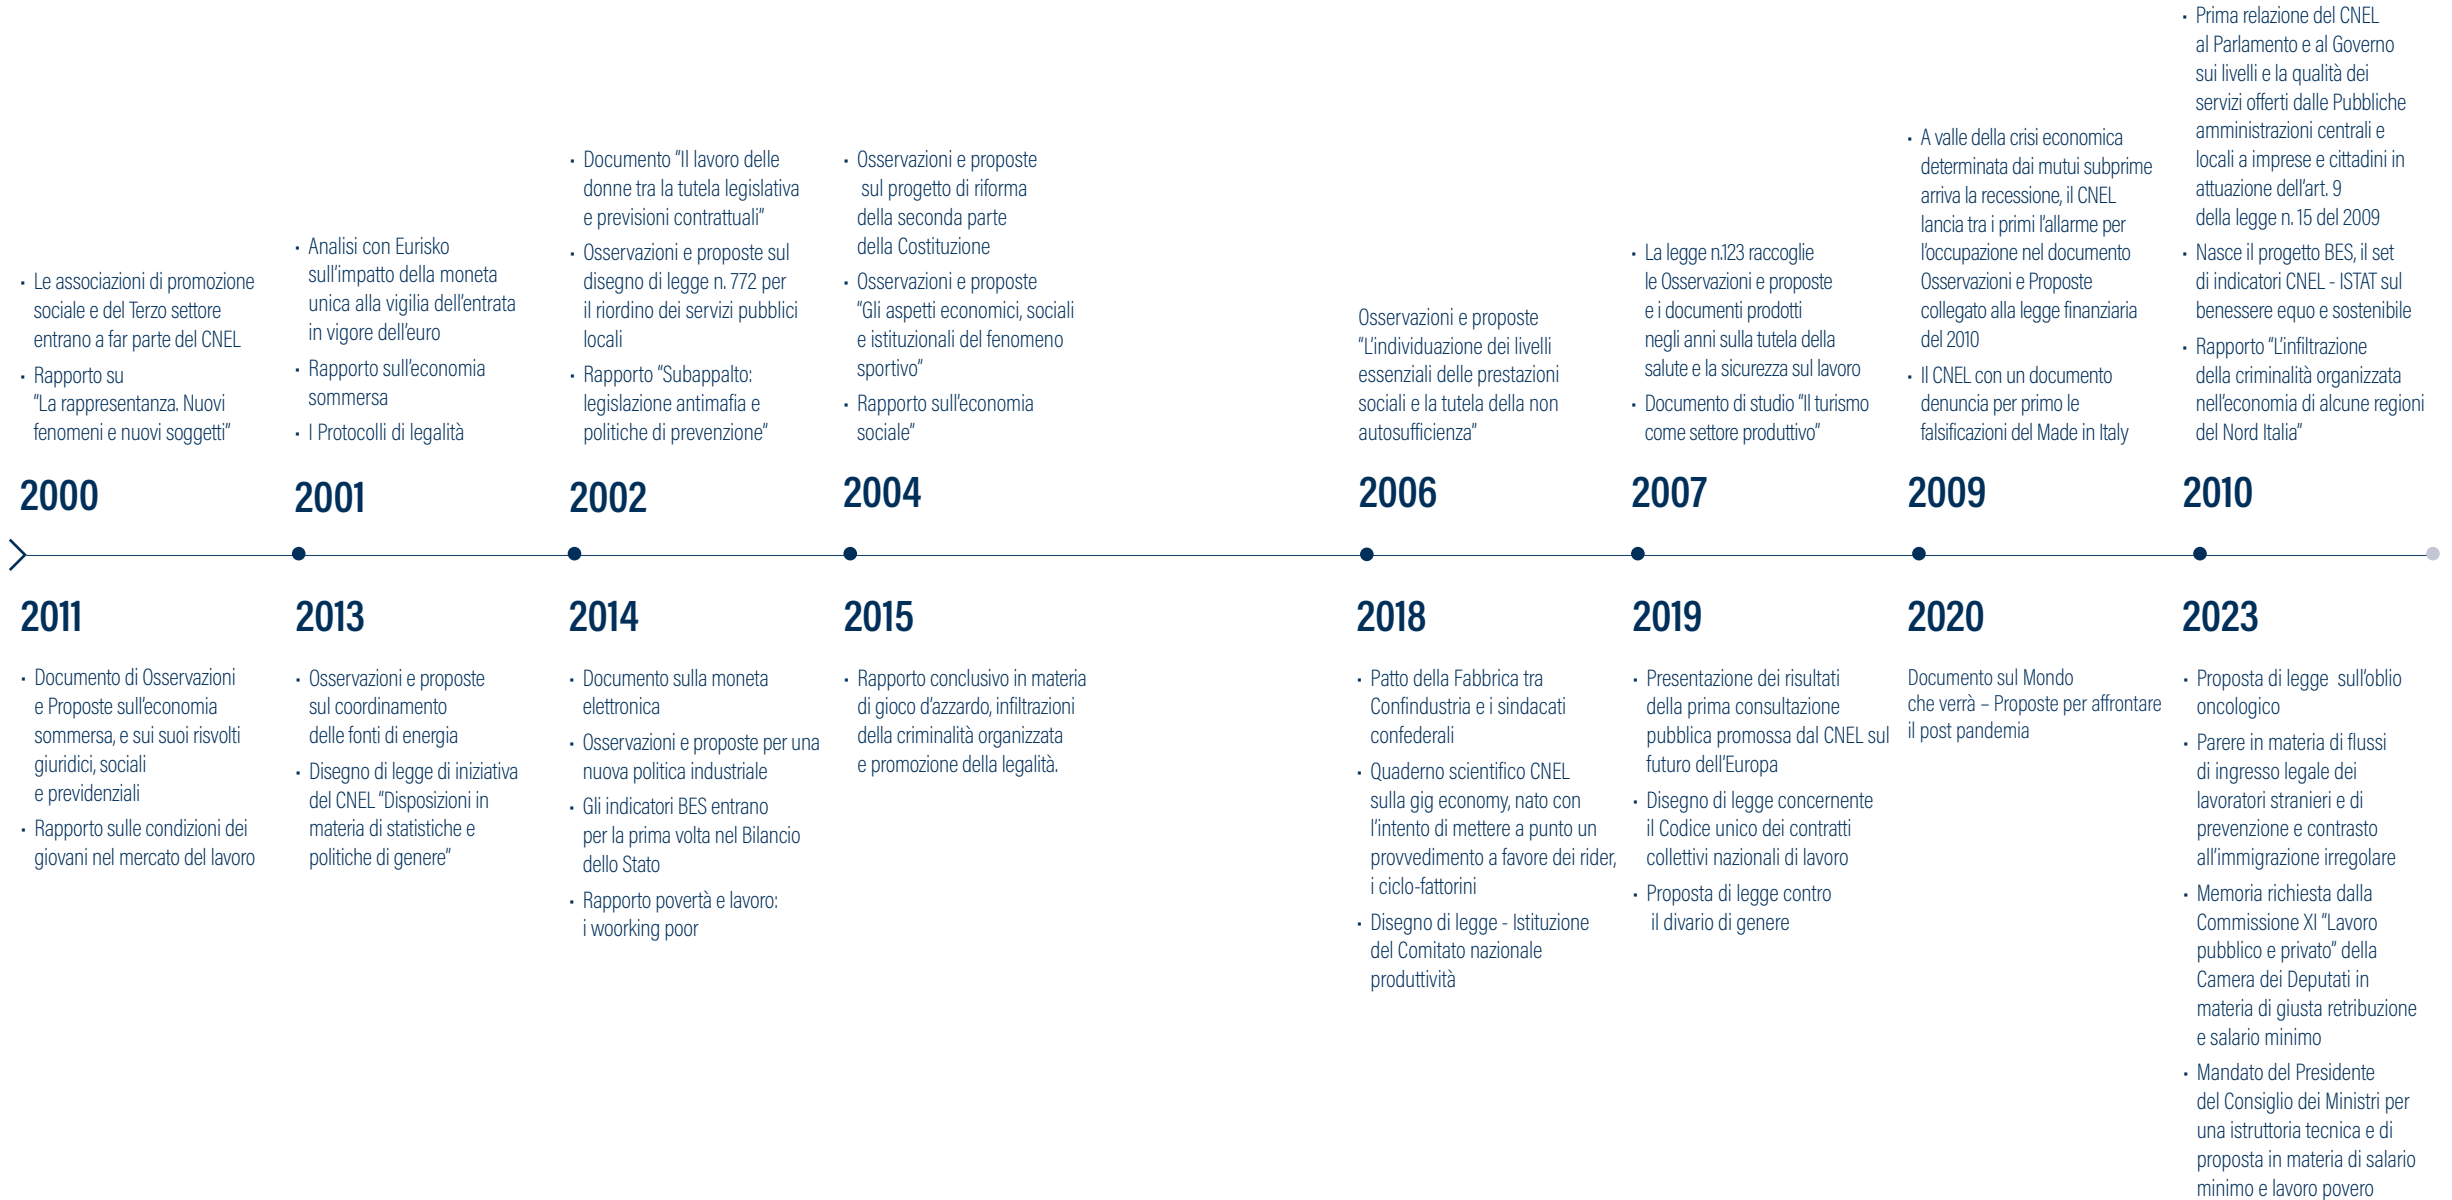 • Le associazioni di promozione
sociale e del Terzo settore
entrano a far parte del CNEL
• Rapporto su
“La rappresentanza. Nuovi
fenomeni e nuovi soggetti”
2000
• Analisi con Eurisko
sull’impatto della moneta
unica alla vigilia dell’entrata
in vigore dell’euro
• Rapporto sull’economia
sommersa
• I Protocolli di legalità
2001
• Documento “Il lavoro delle
donne tra la tutela legislativa
e previsioni contrattuali”
• Osservazioni e proposte sul
disegno di legge n. 772 per
il riordino dei servizi pubblici
locali
• Rapporto “Subappalto:
legislazione antimafia e
politiche di prevenzione”
2002
• Osservazioni e proposte
sul progetto di riforma
della seconda parte
della Costituzione
• Osservazioni e proposte
“Gli aspetti economici, sociali
e istituzionali del fenomeno
sportivo”
• Rapporto sull’economia
sociale”
2004
Osservazioni e proposte
“L’individuazione dei livelli
essenziali delle prestazioni
sociali e la tutela della non
autosufficienza”
2006
• La legge n.123 raccoglie
le Osservazioni e proposte
e i documenti prodotti
negli anni sulla tutela della
salute e la sicurezza sul lavoro
• Documento di studio “Il turismo
come settore produttivo”
2007
• A valle della crisi economica
determinata dai mutui subprime
arriva la recessione, il CNEL
lancia tra i primi l’allarme per
l’occupazione nel documento
Osservazioni e Proposte
collegato alla legge finanziaria
del 2010
• Il CNEL con un documento
denuncia per primo le
falsificazioni del Made in Italy
2009
• Prima relazione del CNEL
al Parlamento e al Governo
sui livelli e la qualità dei
servizi offerti dalle Pubbliche
amministrazioni centrali e
locali a imprese e cittadini in
attuazione dell’art. 9
della legge n. 15 del 2009
• Nasce il progetto BES, il set
di indicatori CNEL - ISTAT sul
benessere equo e sostenibile
• Rapporto “L’infiltrazione
della criminalità organizzata
nell’economia di alcune regioni
del Nord Italia”
2010
2011
• Documento di Osservazioni
e Proposte sull’economia
sommersa, e sui suoi risvolti
giuridici, sociali
e previdenziali
• Rapporto sulle condizioni dei
giovani nel mercato del lavoro
2013
• Osservazioni e proposte
sul coordinamento
delle fonti di energia
• Disegno di legge di iniziativa
del CNEL “Disposizioni in
materia di statistiche e
politiche di genere”
2014
• Documento sulla moneta
elettronica
• Osservazioni e proposte per una
nuova politica industriale
• Gli indicatori BES entrano
per la prima volta nel Bilancio
dello Stato
• Rapporto povertà e lavoro:
i woorking poor
2015
• Rapporto conclusivo in materia
di gioco d’azzardo, infiltrazioni
della criminalità organizzata
e promozione della legalità.
2018
• Patto della Fabbrica tra
Confindustria e i sindacati
confederali
• Quaderno scientifico CNEL
sulla gig economy, nato con
l’intento di mettere a punto un
provvedimento a favore dei rider,
i ciclo-fattorini
• Disegno di legge - Istituzione
del Comitato nazionale
produttività
2019
• Presentazione dei risultati
della prima consultazione
pubblica promossa dal CNEL sul
futuro dell’Europa
• Disegno di legge concernente
il Codice unico dei contratti
collettivi nazionali di lavoro
• Proposta di legge contro
il divario di genere
2020
Documento sul Mondo
che verrà – Proposte per affrontare
il post pandemia
2023
• Proposta di legge sull’oblio
oncologico
• Parere in materia di flussi
di ingresso legale dei
lavoratori stranieri e di
prevenzione e contrasto
all’immigrazione irregolare
• Memoria richiesta dalla
Commissione XI “Lavoro
pubblico e privato” della
Camera dei Deputati in
materia di giusta retribuzione
e salario minimo
• Mandato del Presidente
del Consiglio dei Ministri per
una istruttoria tecnica e di
proposta in materia di salario
minimo e lavoro povero